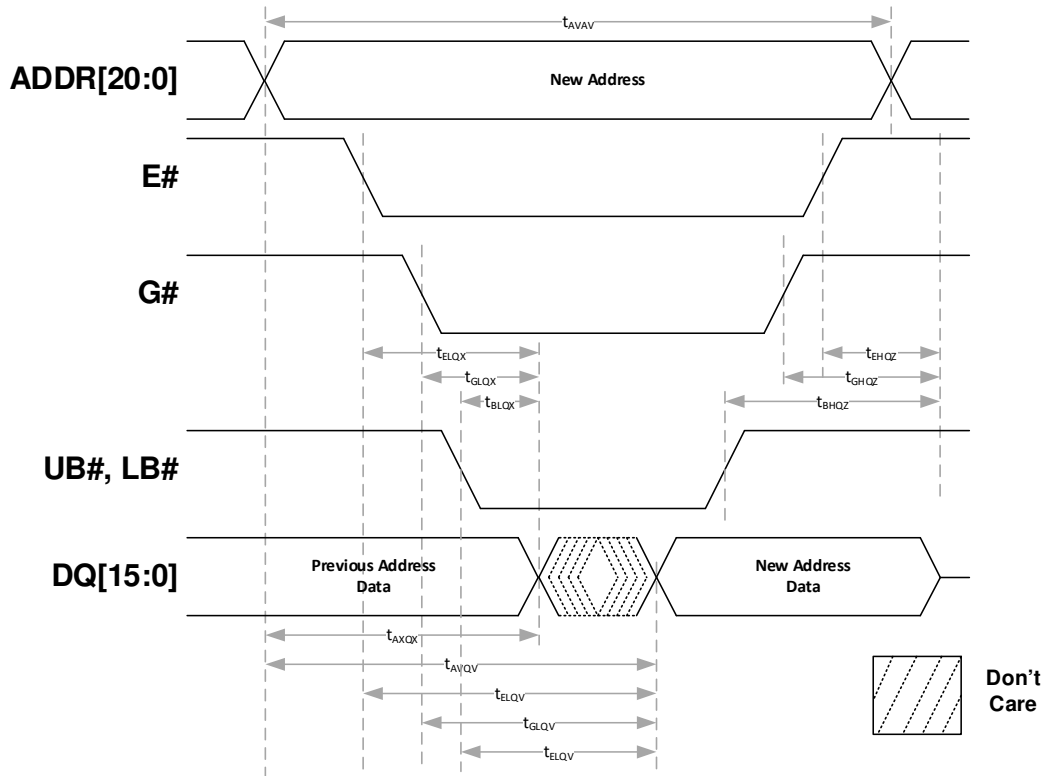 tAVAV
ADDR[20:0]
New Address
E#
G#
tELQX
tEHQZ
tGLQX
tGHQZ
tBLQX
tBHQZ
UB#, LB#
DQ[15:0]
Previous Address
Data
New Address
Data
tAXQX
tAVQV
tELQV
tGLQV
tELQV
Don't
Care